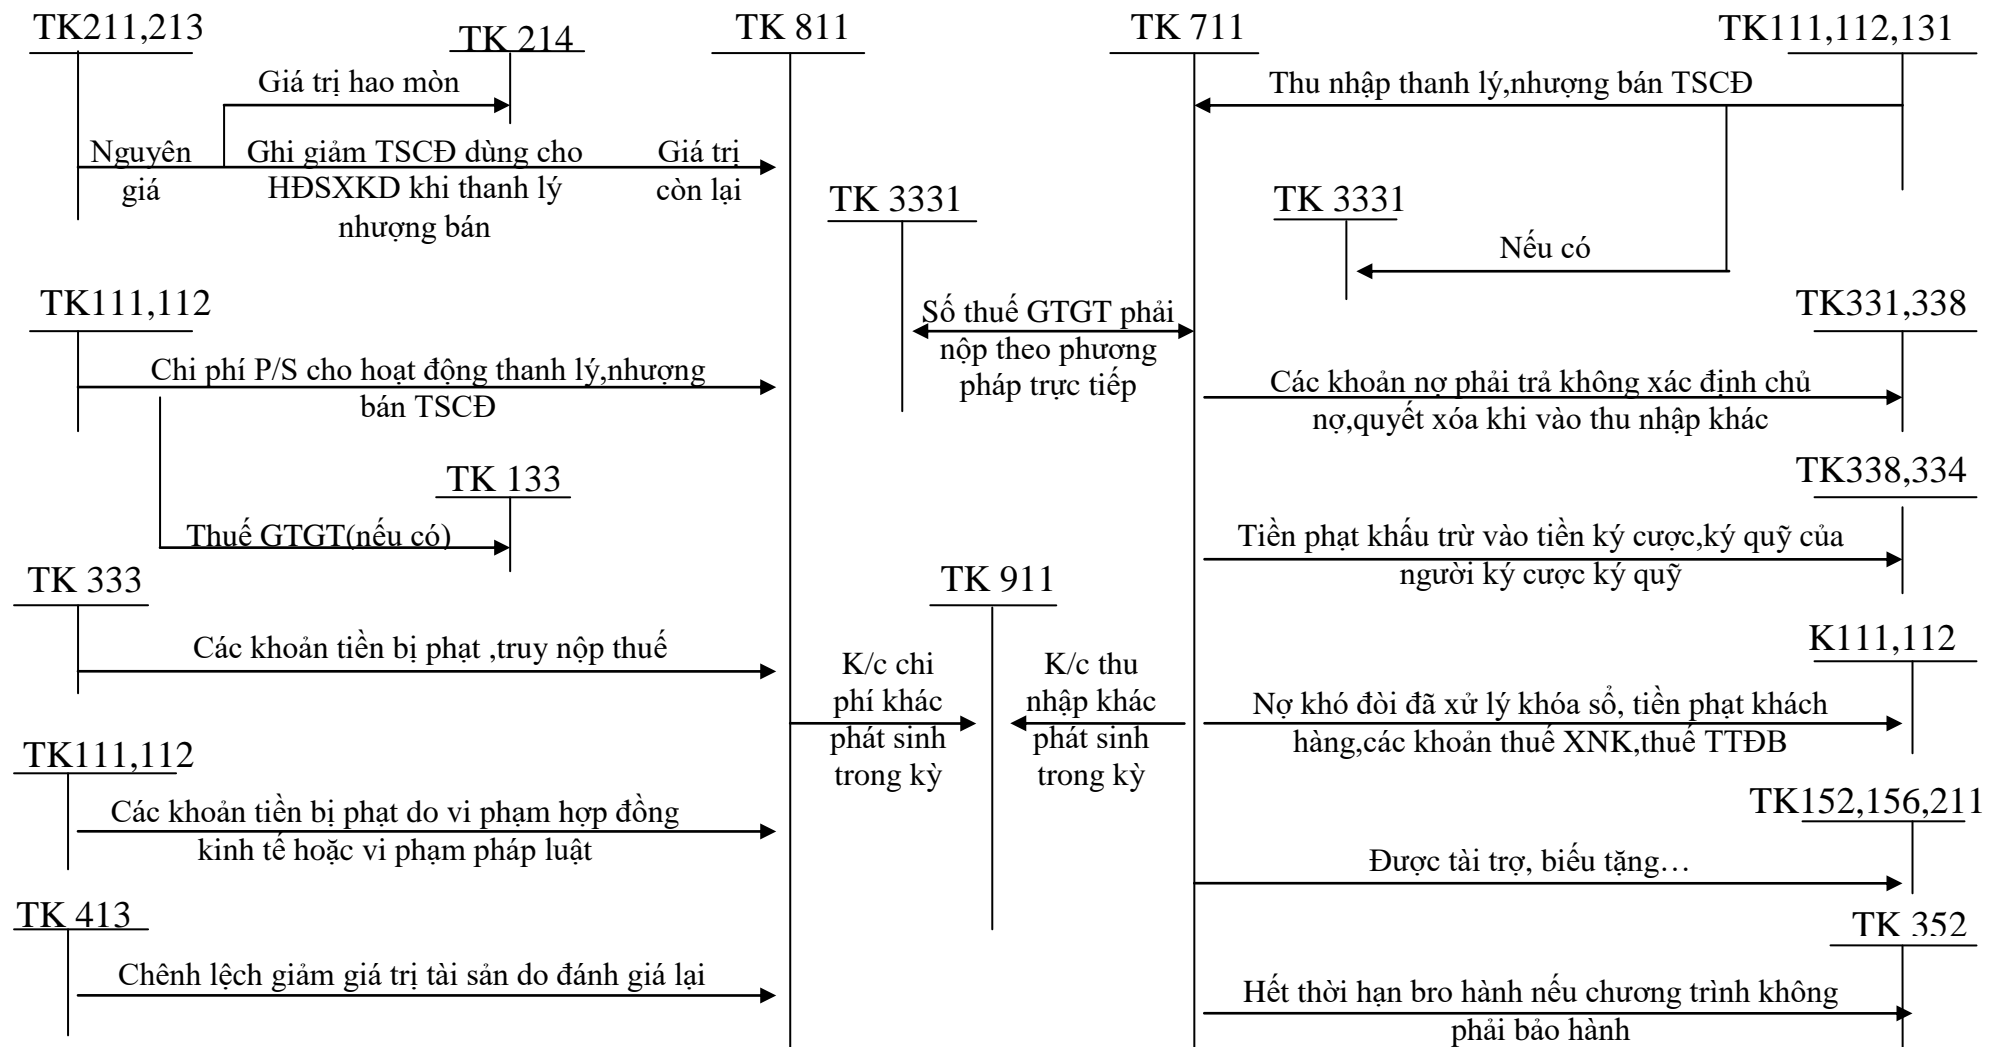 TK211,213
TK 214
TK 811
TK 711
TK111,112,131
Giá trị hao mòn
Thu nhập thanh lý,nhượng bán TSCĐ
Nguyên
giá
Ghi giảm TSCĐ dùng cho
HĐSXKD khi thanh lý
nhượng bán
Giá trị
còn lại
TK 3331
TK 3331
Nếu có
TK111,112
Số thuế GTGT phải
nộp theo phương
pháp trực tiếp
TK331,338
Chi phí P/S cho hoạt động thanh lý,nhượng
bán TSCĐ
Các khoản nợ phải trả không xác định chủ
nợ,quyết xóa khi vào thu nhập khác
TK 133
TK338,334
Thuế GTGT(nếu có)
Tiền phạt khấu trừ vào tiền ký cược,ký quỹ của
người ký cược ký quỹ
TK 333
TK 911
Các khoản tiền bị phạt ,truy nộp thuế
K111,112
K/c chi
phí khác
phát sinh
trong kỳ
K/c thu
nhập khác
phát sinh
trong kỳ
Nợ khó đòi đã xử lý khóa sổ, tiền phạt khách
hàng,các khoản thuế XNK,thuế TTĐB
TK111,112
Các khoản tiền bị phạt do vi phạm hợp đồng
kinh tế hoặc vi phạm pháp luật
TK152,156,211
Được tài trợ, biếu tặng…
TK 413
TK 352
Chênh lệch giảm giá trị tài sản do đánh giá lại
Hết thời hạn bro hành nếu chương trình không
phải bảo hành